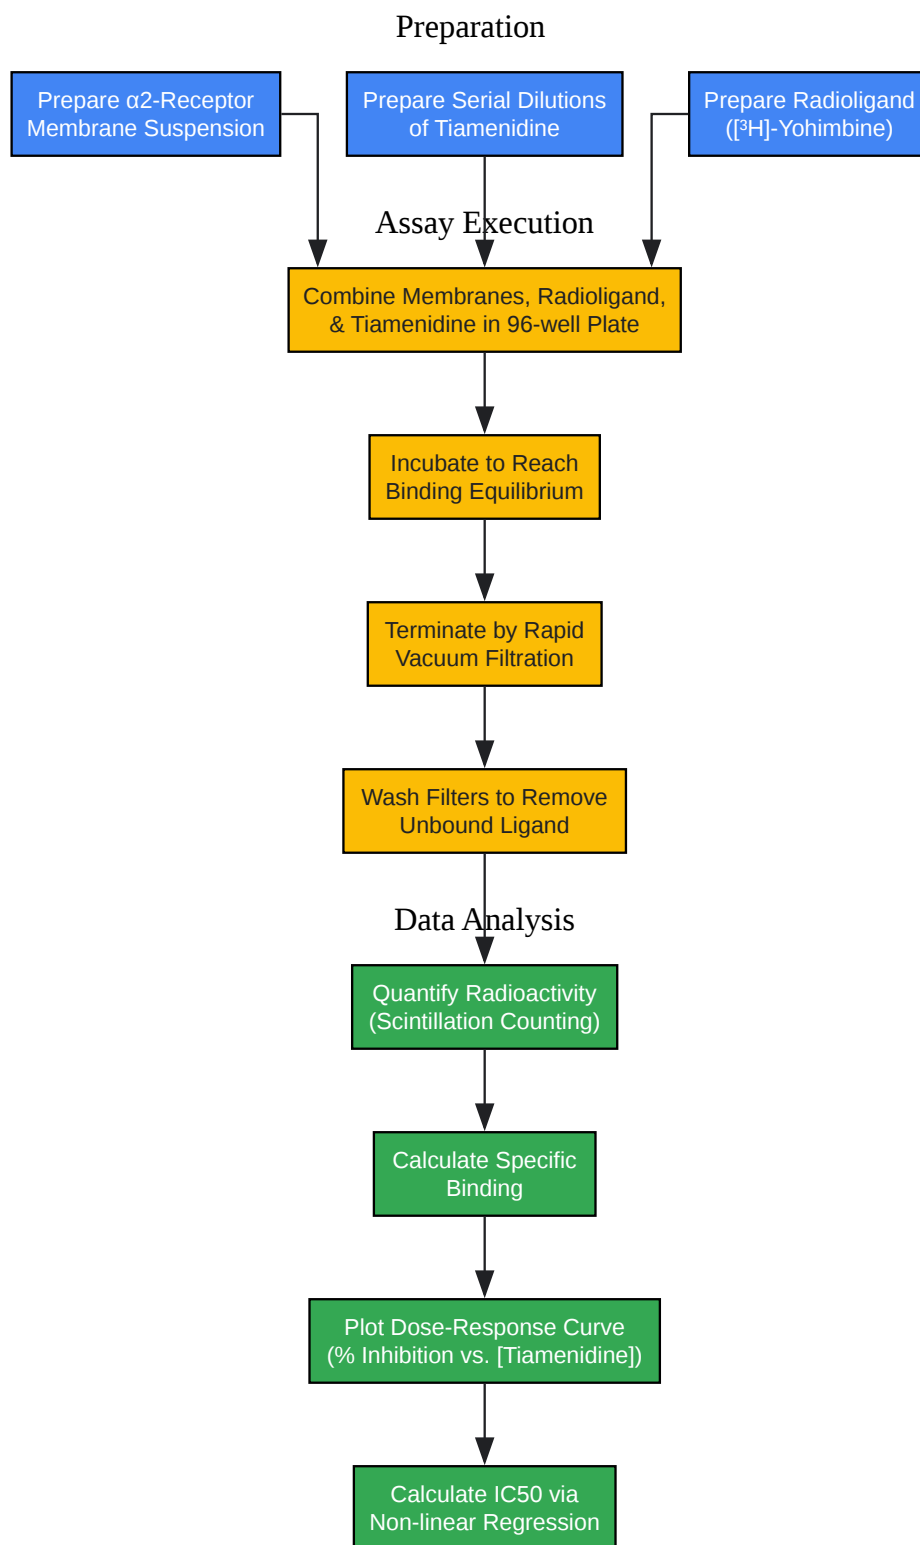 Preparation
Prepare α2-Receptor
Membrane Suspension
Prepare Serial Dilutions
of Tiamenidine
Prepare Radioligand
([³H]-Yohimbine)
Assay Execution
Combine Membranes, Radioligand,
& Tiamenidine in 96-well Plate
Incubate to Reach
Binding Equilibrium
Terminate by Rapid
Vacuum Filtration
Wash Filters to Remove
Unbound Ligand
Data Analysis
Quantify Radioactivity
(Scintillation Counting)
Calculate Specific
Binding
Plot Dose-Response Curve
(% Inhibition vs. [Tiamenidine])
Calculate IC50 via
Non-linear Regression